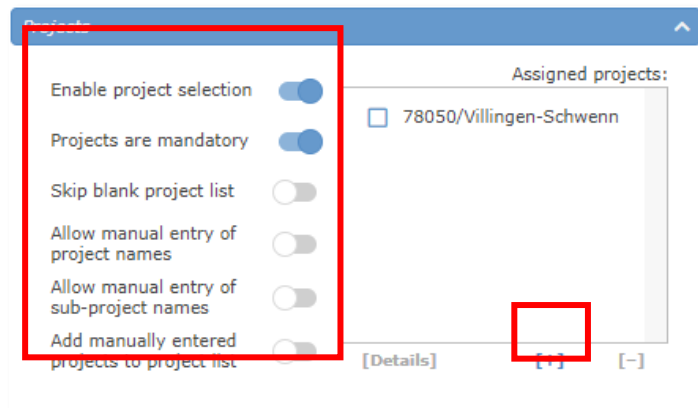 Projects
Assigned projects:
Enable project selection
78050/Villingen-Schwenn
Projects are mandatory
Skip blank project list
Allow manual entry of
project names
Allow manual entry of
sub-project names
Add manually entered
projects to project list
[Details] [+] [−]